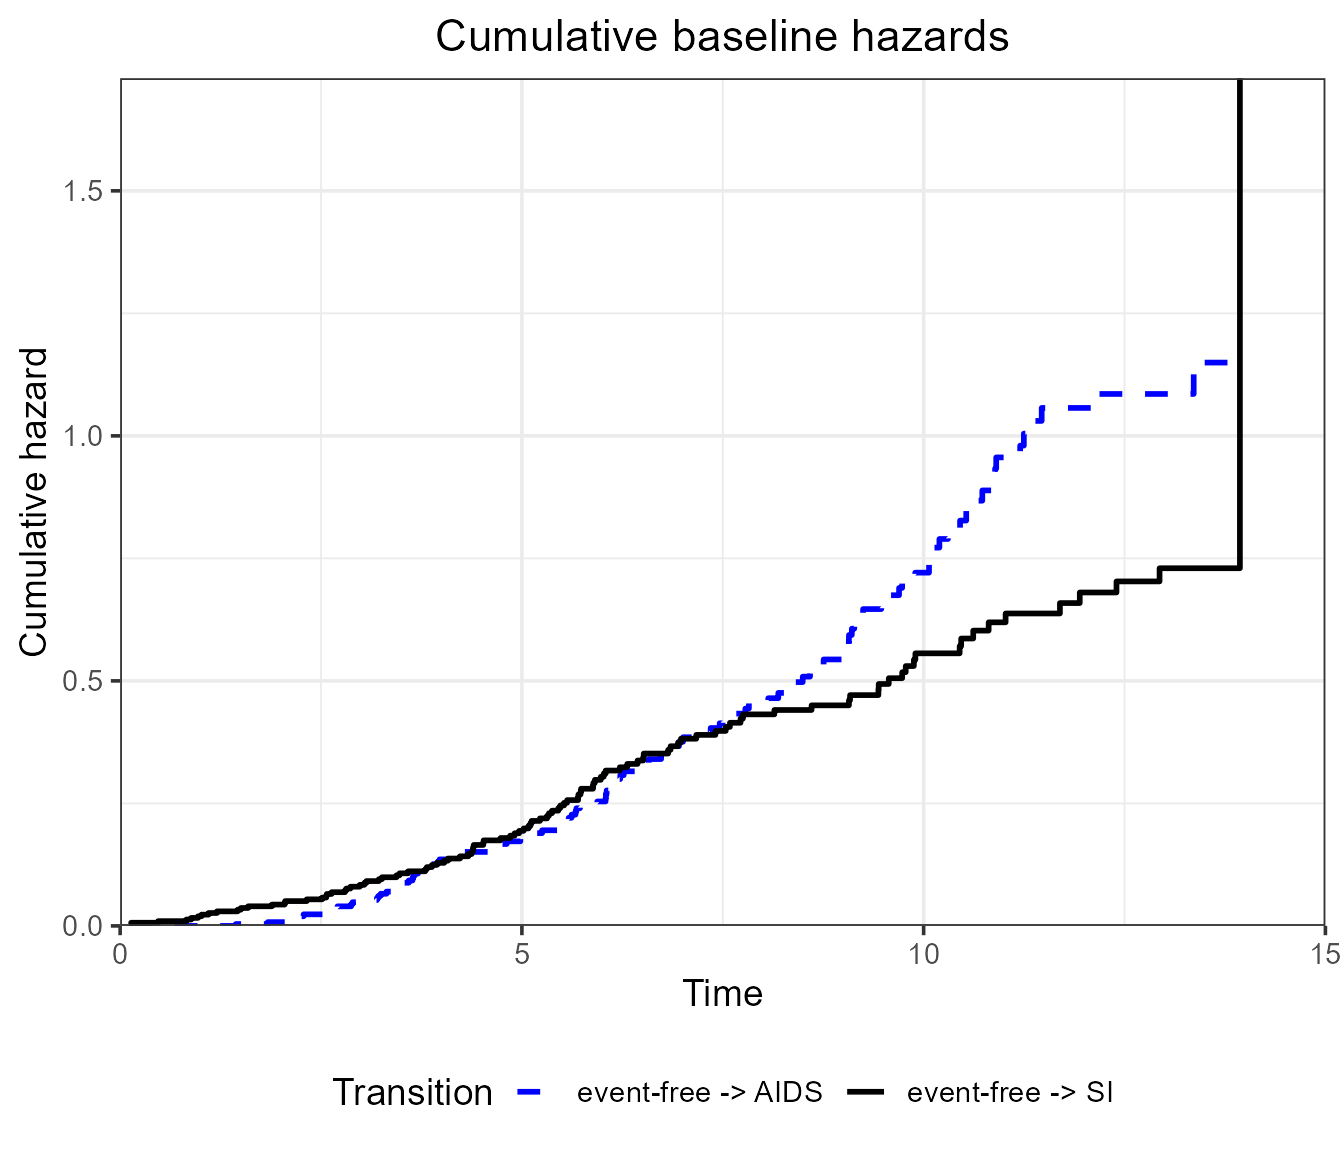 Cumulative baseline hazards
Cumulative hazard
1.5
1.0
0.5
0.0
0 5 10 15
Time
Transition event-free -> AIDS event-free -> SI